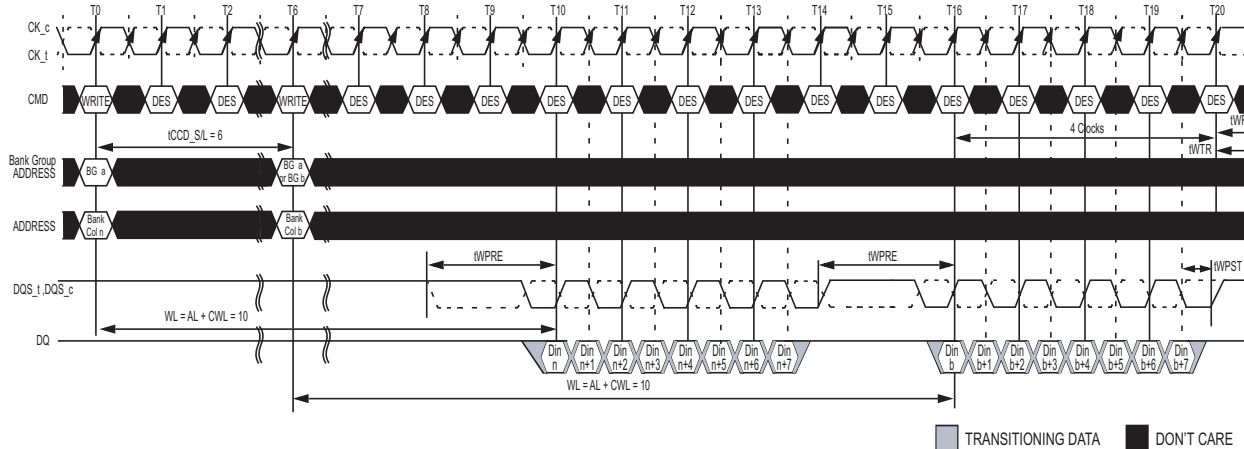 T0 T1 T2 T6 T7 T8 T9 T10 T11 T12 T13 T14 T15 T16 T17 T18 T19 T20
CK_c
CK_t
CMD WRITE DES DES WRITE DES DES DES DES DES DES DES DES DES DES DES DES DES DES
tCCD_S/L = 6
4 Clocks
tWR
tWTR
Bank Group
ADDRESS
BG a
BG a
or BG b
ADDRESS
Bank
Col n
Bank
Col b
tWPRE
tWPRE
tWPST
DQS_t ,DQS_c
WL = AL + CWL = 10
DQ
Din
n
Din
n+1
Din
n+2
Din
n+3
Din
n+4
Din
n+5
Din
n+6
Din
n+7
Din
b
Din
b+1
Din
b+2
Din
b+3
Din
b+4
Din
b+5
Din
b+6
Din
b+7
WL = AL + CWL = 10
TRANSITIONING DATA
DON'T CARE